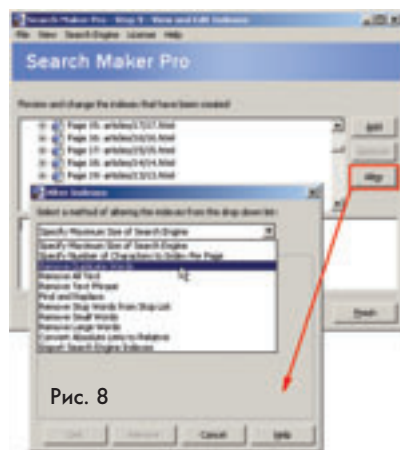 Search Maker Pro - Step 5 - View and Edit Indexes
File View Search Engine License Help
Search Maker Pro
Review and change the indexes that have been created
Page 15: articles/17/17.html
Page 16: articles/16/16.html
Page 17: articles/15/15.html
Page 18: articles/14/14.html
Page 19: articles/13/13.html
Add
Alter
Alter Indexes
Select a method of altering the indexes from the drop down list:
Specify Maximum Size of Search Engine
Specify Maximum Size of Search Engine
Specify Number of Characters to Index Per Page
Remove Duplicate Words
Remove All Text
Remove Text Phrase
Find and Replace
Remove Stop Words from Stop List
Remove Small Words
Remove Large Words
Convert Absolute Links to Relative
Import Search Engine Indexes
Finish
Рис. 8
Cancel
Help